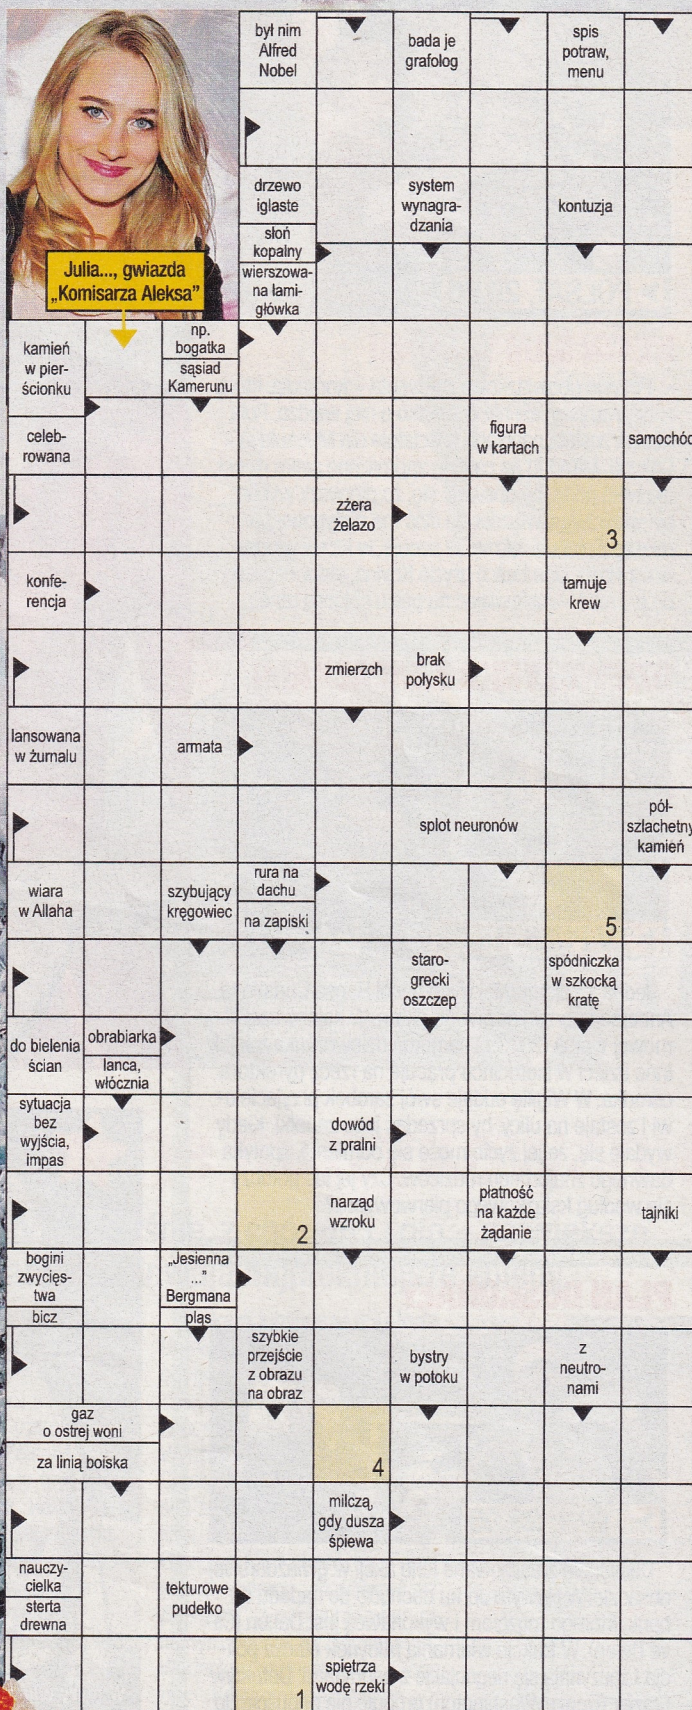 był nim
Alfred
Nobel
bada je
grafolog
spis
potraw,
menu
drzewo
iglaste
słoń
kopalny
wierszowa-
na łami-
główka
system
wynagra-
dzania
kontuzja
Julia..., gwiazda
„Komisarza Aleksa”
kamień
w pier-
ścionku
np.
bogatka
sąsiad
Kamerunu
celeb-
rowana
figura
w kartach
samochód
zżera
żelazo
3
konfe-
rencja
tamuje
krew
zmierzch
brak
połysku
lansowana
w żurnalu
armata
splot neuronów
pół-
szlachetny
kamień
wiara
w Allaha
szybujący
kręgowiec
rura na
dachu
na zapiski
5
staro-
grecki
oszczep
spódniczka
w szkocką
kratę
do bielenia
ścian
obrabiarka
lanca,
włócznia
sytuacja
bez
wyjścia,
impas
dowód
z pralni
2
narząd
wzroku
płatność
na każde
żądanie
tajniki
bogini
zwycięs-
twa
bicz
„Jesienna
...”
Bergmana
pląs
szybkie
przejście
z obrazu
na obraz
bystry
w potoku
z
neutro-
nami
gaz
o ostrej woni
za linią boiska
4
milczą,
gdy dusza
śpiewa
nauczy-
cielka
sterta
drewna
tekturowe
pudełko
1
spiętrza
wodę rzeki